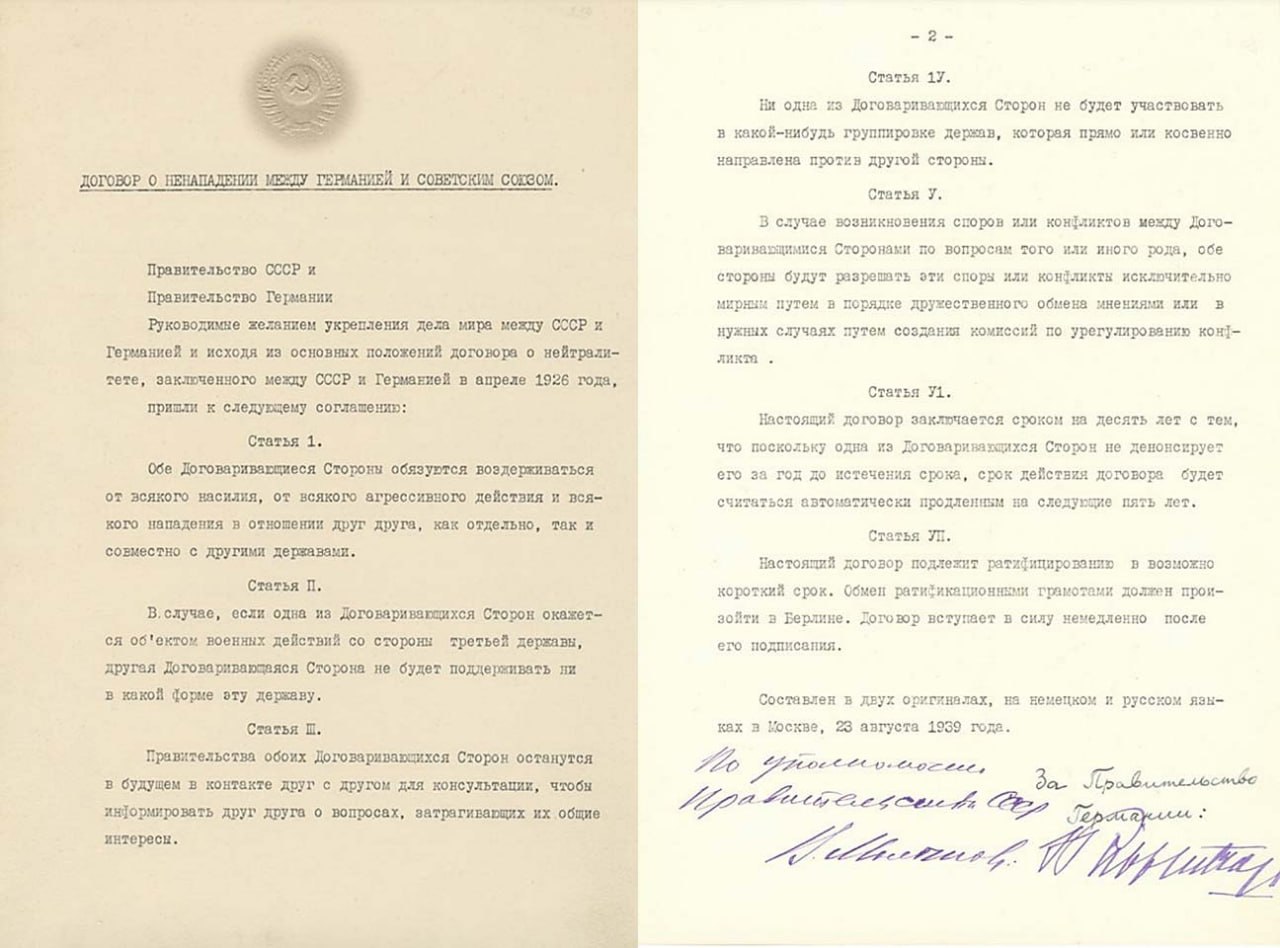 ДОГОВОР О НЕНАПАДЕНИИ МЕЖДУ ГЕРМАНИЕЙ И СОВЕТСКИМ СОЮЗОМ.
Правительство СССР и
Правительство Германии
Руководимые желанием укрепления дела мира между СССР и
Германией и исходя из основных положений договора о нейтрали-
тете, заключенного между СССР и Германией в апреле 1926 года,
пришли к следующему соглашению:
Статья 1.
Обе Договаривающиеся Стороны обязуются воздерживаться
от всякого насилия, от всякого агрессивного действия и вся-
кого нападения в отношении друг друга, как отдельно, так и
совместно с другими державами.
Статья П.
В случае, если одна из Договаривающихся Сторон окажет-
ся об'ектом военных действий со стороны третьей державы,
другая Договаривающаяся Сторона не будет поддерживать ни
в какой форме эту державу.
Статья Ш.
Правительства обоих Договаривающихся Сторон останутся
в будущем в контакте друг с другом для консультации, чтобы
информировать друг друга о вопросах, затрагивающих их общие
интересы.
- 2 -
Статья 1У.
Ни одна из Договаривающихся Сторон не будет участвовать
в какой-нибудь группировке держав, которая прямо или косвенно
направлена против другой стороны.
Статья У.
В случае возникновения споров или конфликтов между Дого-
варивающимися Сторонами по вопросам того или иного рода, обе
стороны будут разрешать эти споры или конфликты исключительно
мирным путем в порядке дружественного обмена мнениями или в
нужных случаях путем создания комиссий по урегулированию конф-
ликта .
Статья У1.
Настоящий договор заключается сроком на десять лет с тем,
что поскольку одна из Договаривающихся Сторон не денонсирует
его за год до истечения срока, срок действия договора будет
считаться автоматически продленным на следующие пять лет.
Статья УП.
Настоящий договор подлежит ратифицированию в возможно
короткий срок. Обмен ратификационными грамотами должен прои-
зойти в Берлине. Договор вступает в силу немедленно после
его подписания.
Составлен в двух оригиналах, на немецком и русском язы-
ках в Москве, 23 августа 1939 года.
По уполномочию
Правительства СССР
За Правительство
Германии:
В. Молотов.